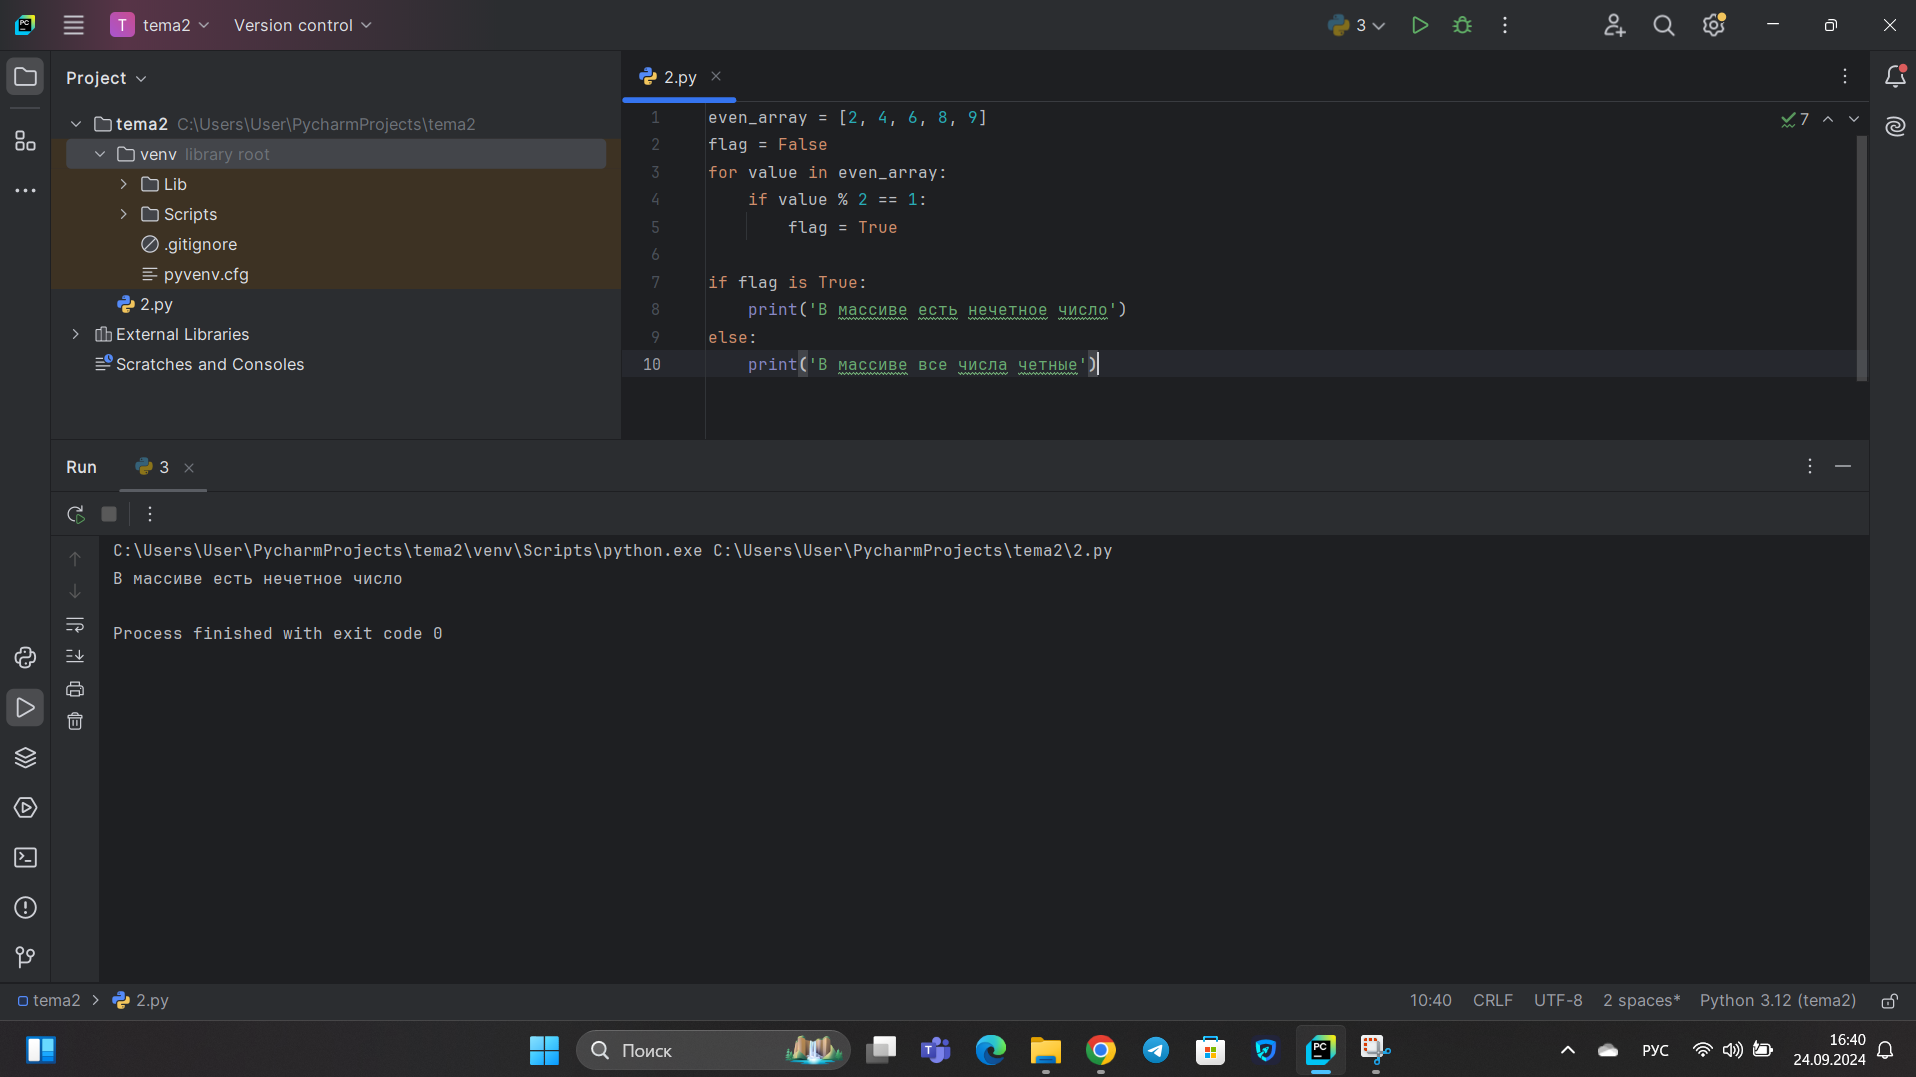 PC
T
tema2
Version control
3
Project
tema2 C:\Users\User\PycharmProjects\tema2
venv library root
Lib
Scripts
.gitignore
pyvenv.cfg
2.py
External Libraries
Scratches and Consoles
2.py
7
1 even_array = [2, 4, 6, 8, 9]
2 flag = False
3 for value in even_array:
4 if value % 2 == 1:
5 flag = True
6
7 if flag is True:
8 print('В массиве есть нечетное число')
9 else:
10 print('В массиве все числа четные')
Run
3
C:\Users\User\PycharmProjects\tema2\venv\Scripts\python.exe C:\Users\User\PycharmProjects\tema2\2.py
В массиве есть нечетное число
Process finished with exit code 0
tema2 > 2.py
10:40 CRLF UTF-8 2 spaces* Python 3.12 (tema2)
Поиск
PC
РУС
16:40
24.09.2024